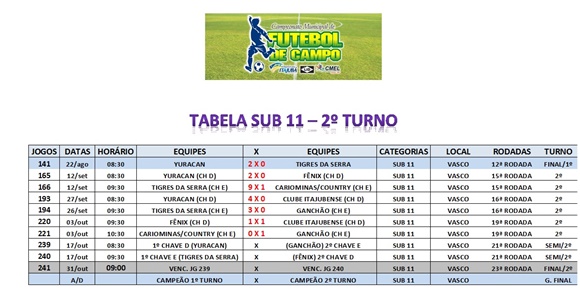 Campeonato Municipal de
FUTEBOL
DE CAMPO
TABELA SUB 11 – 2º TURNO
JOGOS DATAS HORÁRIO EQUIPES X EQUIPES CATEGORIAS LOCAL RODADAS TURNO
141 22/ago 08:30 YURACAN 2 X 0 TIGRES DA SERRA SUB 11 VASCO 12ª RODADA FINAL/1º
165 12/set 08:30 YURACAN (CH D) 2 X 0 FÊNIX (CH D) SUB 11 VASCO 15ª RODADA 2º
166 12/set 09:30 TIGRES DA SERRA (CH E) 9 X 1 CARIOMINAS/COUNTRY (CH E) SUB 11 VASCO 15ª RODADA 2º
193 27/set 08:30 YURACAN (CH D) 4 X 0 CLUBE ITAJUBENSE (CH D) SUB 11 VASCO 16ª RODADA 2º
194 26/set 09:30 TIGRES DA SERRA (CH E) 3 X 0 GANCHÃO (CH E) SUB 11 VASCO 16ª RODADA 2º
220 03/out 09:30 FÊNIX (CH D) 1 X 1 CLUBE ITAJUBENSE (CH D) SUB 11 VASCO 19ª RODADA 2º
221 03/out 10:30 CARIOMINAS/COUNTRY (CH E) 0 X 1 GANCHÃO (CH E) SUB 11 VASCO 19ª RODADA 2º
239 17/out 08:30 1º CHAVE D (YURACAN) X (GANCHÃO) 2º CHAVE E SUB 11 VASCO 21ª RODADA SEMI/2º
240 17/out 09:30 1º CHAVE E (TIGRES DA SERRA) X (FÊNIX) 2º CHAVE D SUB 11 VASCO 21ª RODADA SEMI/2º
241 31/out 09:00 VENC. JG 239 X VENC. JG 240 SUB 11 VASCO 23ª RODADA FINAL/2º
A/D CAMPEÃO 1º TURNO X CAMPEÃO 2º TURNO SUB 11 VASCO G. FINAL